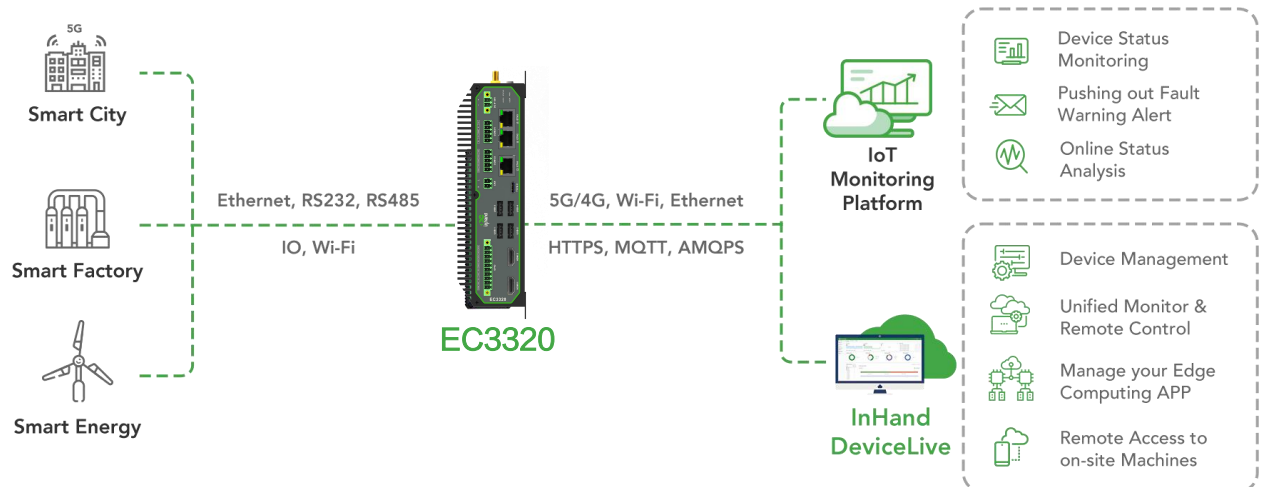 5G
Smart City
Smart Factory
Smart Energy
Ethernet, RS232, RS485
IO, Wi-Fi
EC3320
EC3320
5G/4G, Wi-Fi, Ethernet
HTTPS, MQTT, AMQPS
IoT
Monitoring
Platform
InHand
DeviceLive
Device Status
Monitoring
Pushing out Fault
Warning Alert
Online Status
Analysis
Device Management
Unified Monitor &
Remote Control
Manage your Edge
Computing APP
Remote Access to
on-site Machines